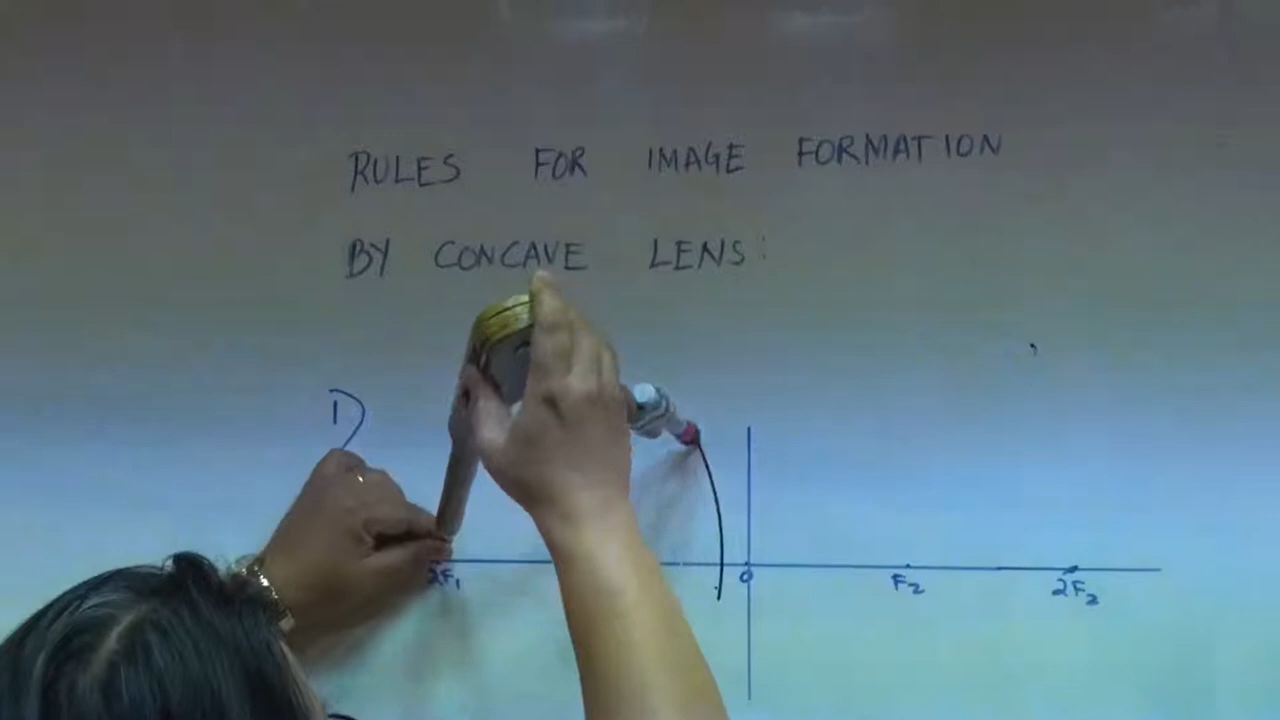 RULES FOR IMAGE FORMATION
BY CONCAVE LENS:
1)
2F₁ O F₂ 2F₂